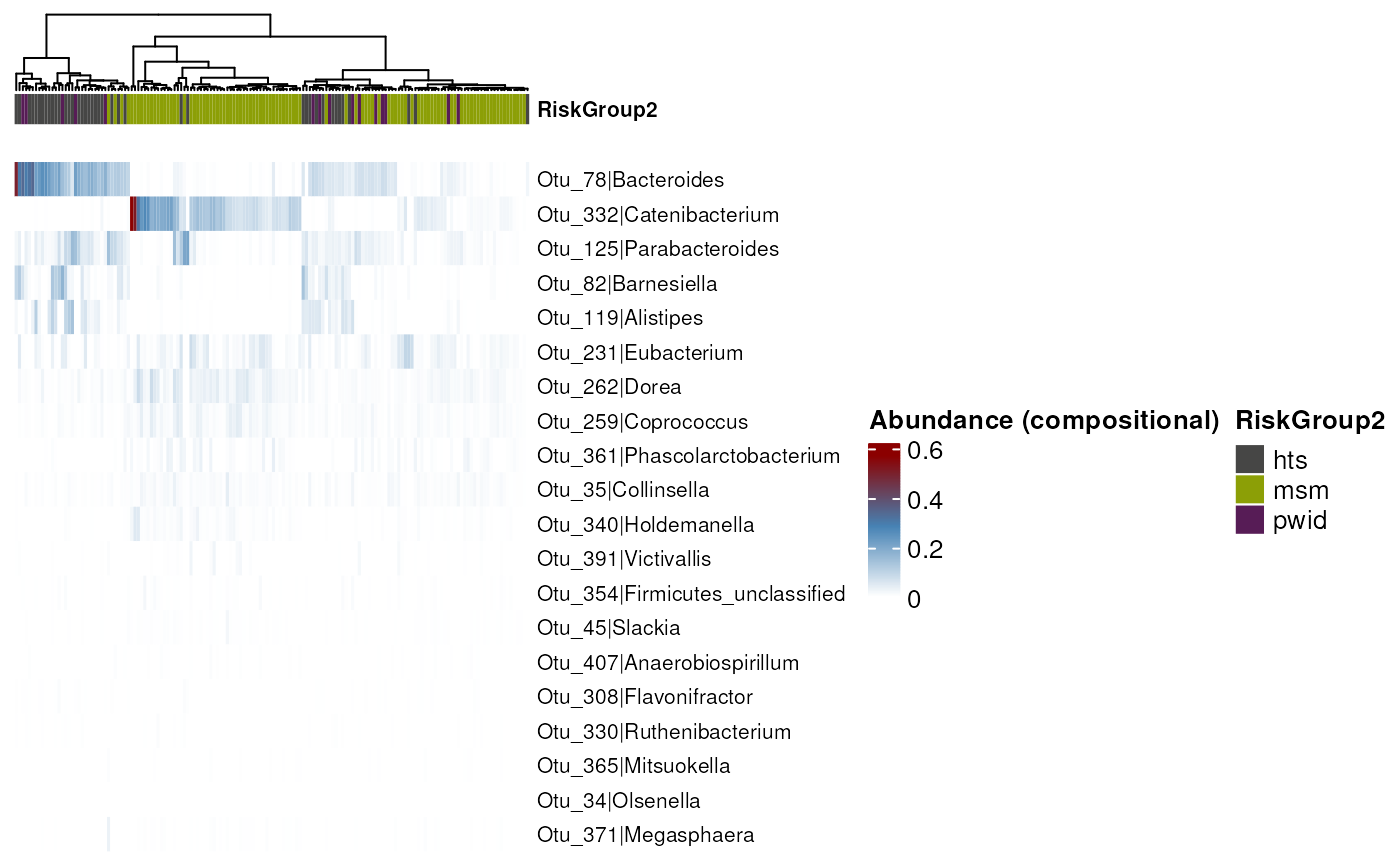 RiskGroup2
Otu_78|Bacteroides
Otu_332|Catenibacterium
Otu_125|Parabacteroides
Otu_82|Barnesiella
Otu_119|Alistipes
Otu_231|Eubacterium
Otu_262|Dorea
Otu_259|Coprococcus
Otu_361|Phascolarctobacterium
Otu_35|Collinsella
Otu_340|Holdemanella
Otu_391|Victivallis
Otu_354|Firmicutes_unclassified
Otu_45|Slackia
Otu_407|Anaerobiospirillum
Otu_308|Flavonifractor
Otu_330|Ruthenibacterium
Otu_365|Mitsuokella
Otu_34|Olsenella
Otu_371|Megasphaera
Abundance (compositional)
0.6
0.4
0.2
0
RiskGroup2
hts
msm
pwid